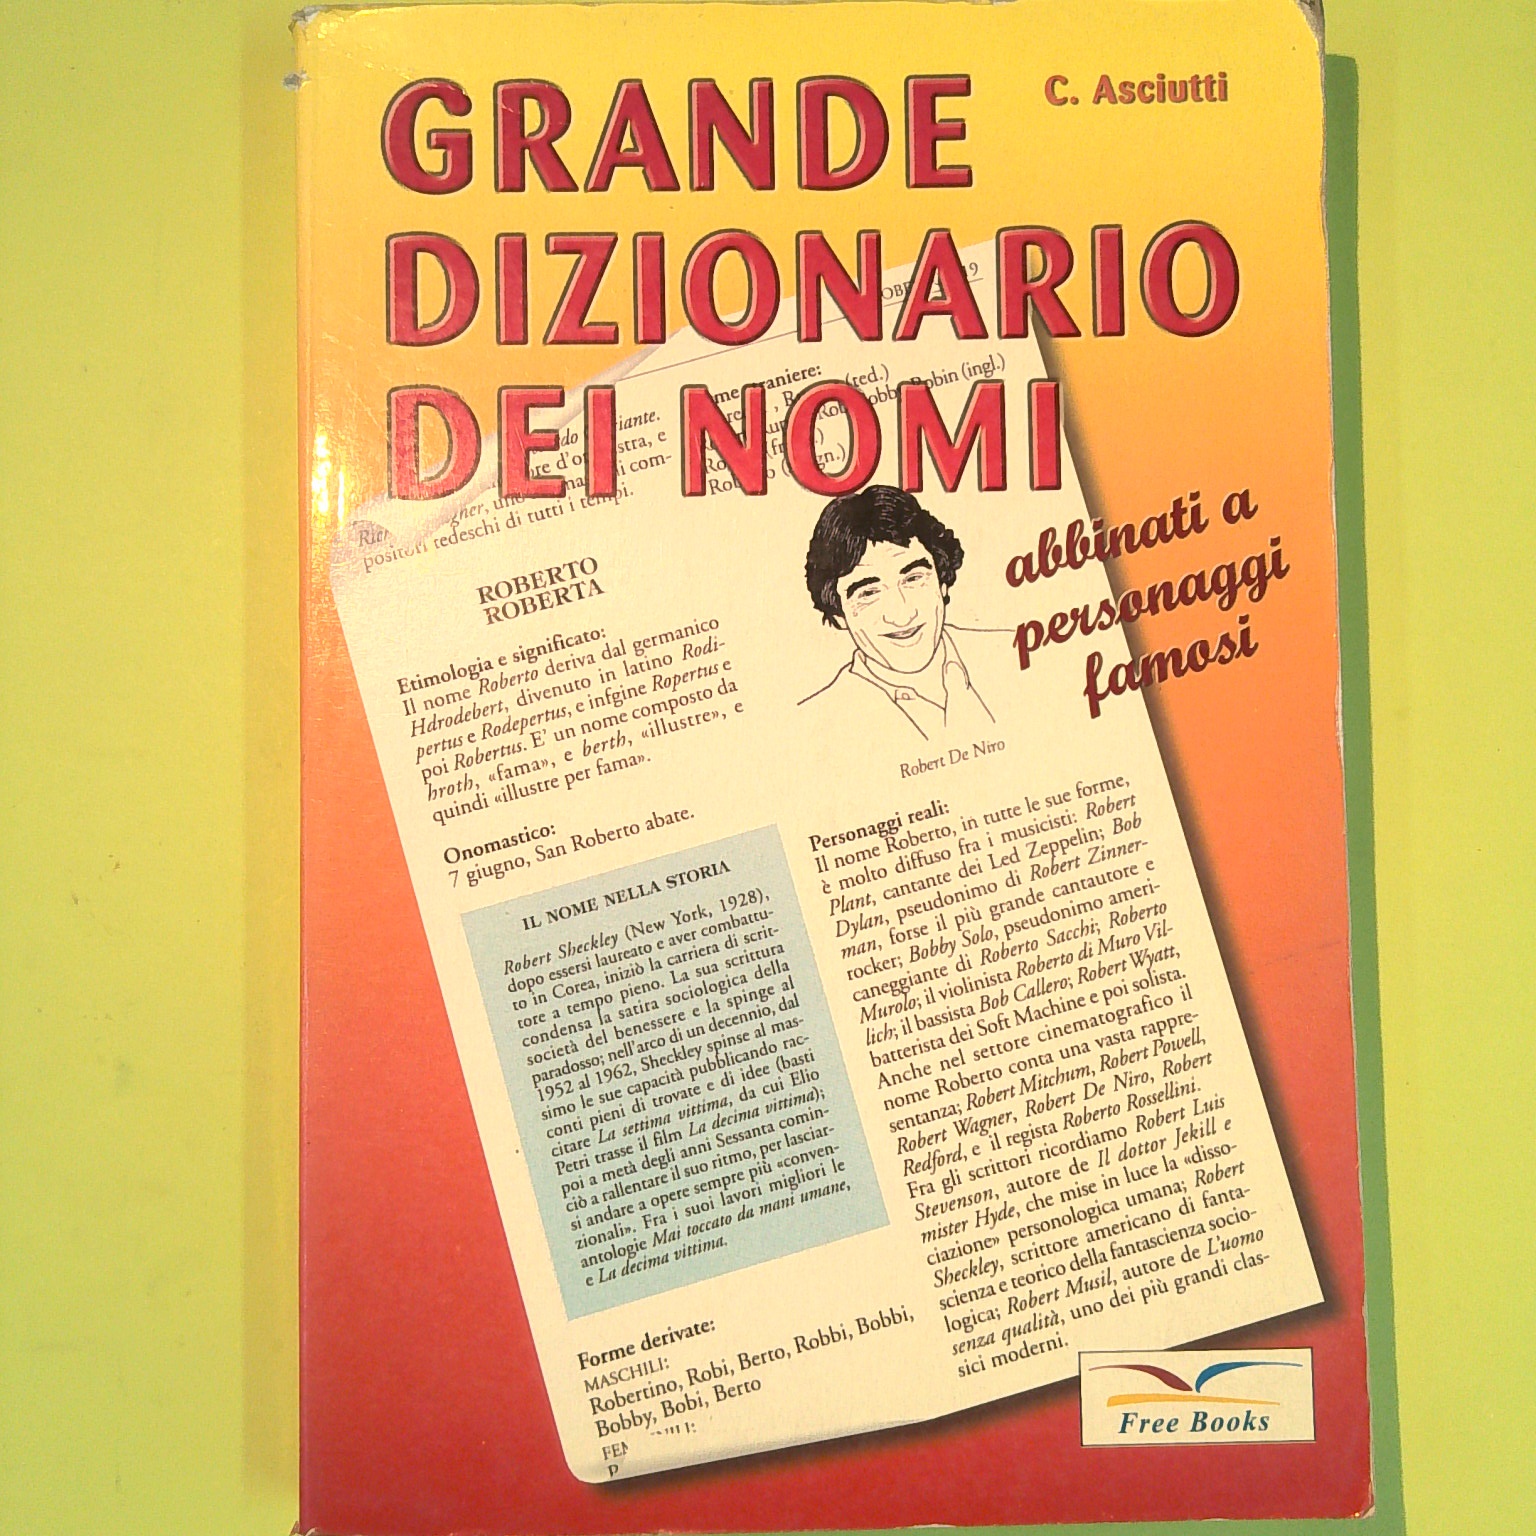 GRANDE
C. Asciutti
DIZIONARIO
DEI NOMI
abbinati a
personaggi
famosi
positori tedeschi di tutti i tempi.
(ted.)
Robin (ingl.)
ROBERTO
ROBERTA
Etimologia e significato:
Il nome Roberto deriva dal germanico
Hdrodebert, divenuto in latino Rodi-
pertus e Rodepertus, e infgine Ropertus e
poi Robertus. E' un nome composto da
hroth, «fama», e berth, «illustre», e
quindi «illustre per fama».
Onomastico:
7 giugno, San Roberto abate.
IL NOME NELLA STORIA
Robert Sheckley (New York, 1928),
dopo essersi laureato e aver combattu-
to in Corea, iniziò la carriera di scrit-
tore a tempo pieno. La sua scrittura
condensa la satira sociologica della
società del benessere e la spinge al
paradosso; nell'arco di un decennio, dal
1952 al 1962, Sheckley spinse al mas-
simo le sue capacità pubblicando rac-
conti pieni di trovate e di idee (basti
citare La settima vittima, da cui Elio
Petri trasse il film La decima vittima);
poi a metà degli anni Sessanta comin-
ciò a rallentare il suo ritmo, per lasciar-
si andare a opere sempre più «conven-
zionali». Fra i suoi lavori migliori le
antologie Mai toccato da mani umane,
e La decima vittima.
Forme derivate:
MASCHILI:
Robertino, Robi, Berto, Robbi, Bobbi,
Bobby, Bobi, Berto
Robert De Niro
Personaggi reali:
Il nome Roberto, in tutte le sue forme,
è molto diffuso fra i musicisti: Robert
Plant, cantante dei Led Zeppelin; Bob
Dylan, pseudonimo di Robert Zinner-
man, forse il più grande cantautore e
rocker; Bobby Solo, pseudonimo ameri-
caneggiante di Roberto Sacchi; Roberto
Murolo; il violinista Roberto di Muro Vil-
lich; il bassista Bob Callero; Robert Wyatt,
batterista dei Soft Machine e poi solista.
Anche nel settore cinematografico il
nome Roberto conta una vasta rappre-
sentanza; Robert Mitchum, Robert Powell,
Robert Wagner, Robert De Niro, Robert
Redford, e il regista Roberto Rossellini.
Fra gli scrittori ricordiamo Robert Luis
Stevenson, autore de Il dottor Jekill e
mister Hyde, che mise in luce la «disso-
ciazione» personologica umana; Robert
Sheckley, scrittore americano di fanta-
scienza e teorico della fantascienza socio-
logica; Robert Musil, autore de L'uomo
senza qualità, uno dei più grandi clas-
sici moderni.
Free Books